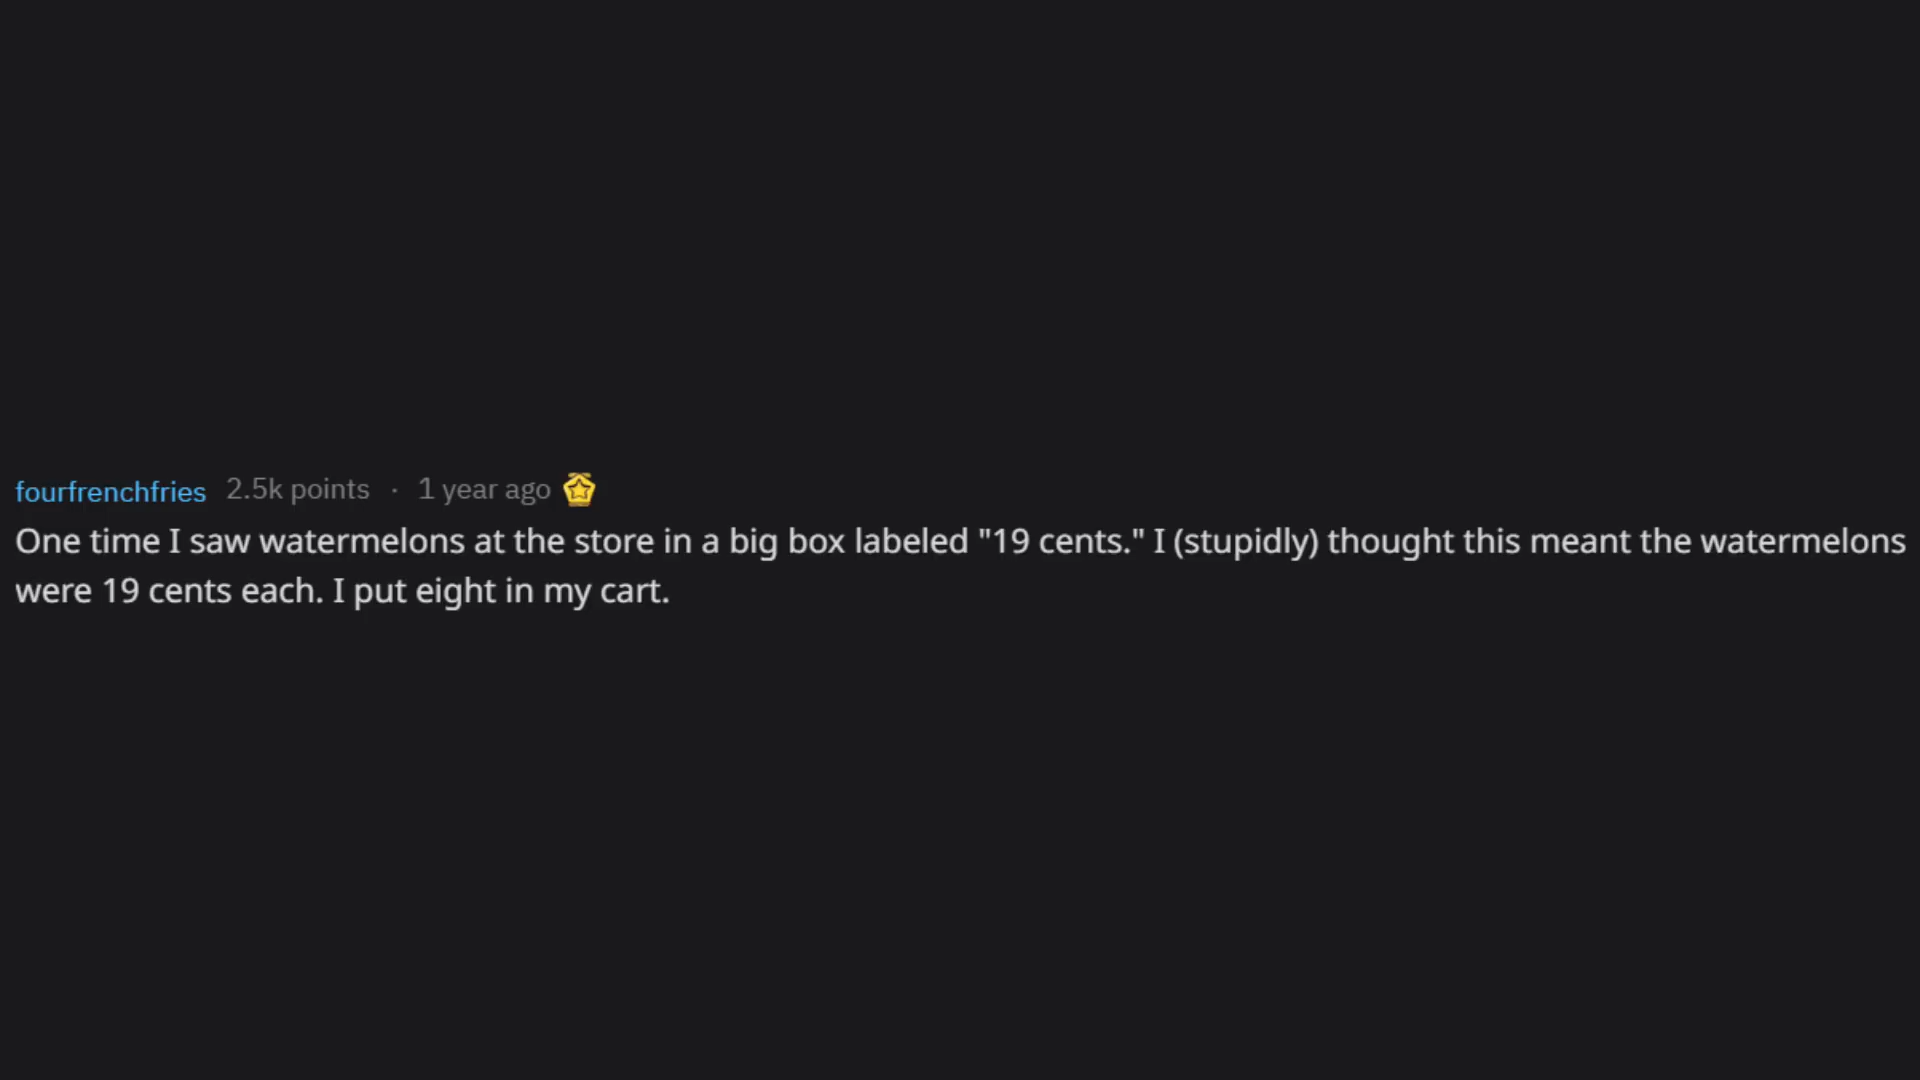 fourfrenchfries 2.5k points · 1 year ago
One time I saw watermelons at the store in a big box labeled "19 cents." I (stupidly) thought this meant the watermelons
were 19 cents each. I put eight in my cart.